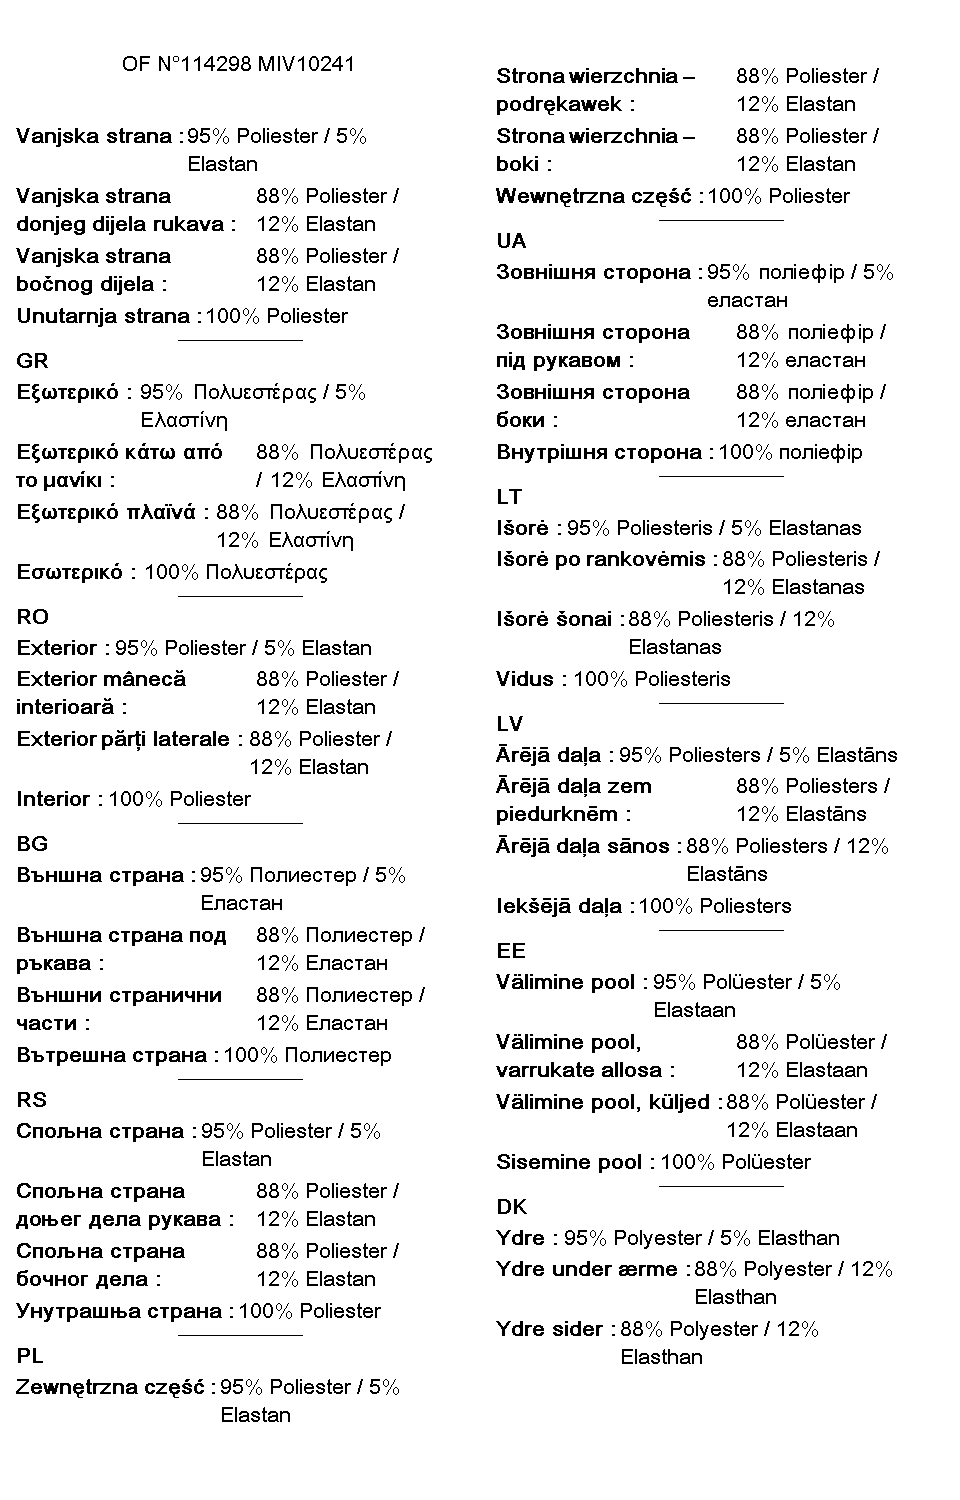 OF N°114298 MIV10241
Vanjska strana : 95% Poliester / 5%
Elastan
Vanjska strana 88% Poliester /
donjeg dijela rukava : 12% Elastan
Vanjska strana 88% Poliester /
bočnog dijela : 12% Elastan
Unutarnja strana : 100% Poliester
GR
Εξωτερικό : 95% Πολυεστέρας / 5%
Ελαστίνη
Εξωτερικό κάτω από 88% Πολυεστέρας
το μανίκι : / 12% Ελαστίνη
Εξωτερικό πλαϊνά : 88% Πολυεστέρας /
12% Ελαστίνη
Εσωτερικό : 100% Πολυεστέρας
RO
Exterior : 95% Poliester / 5% Elastan
Exterior mânecă 88% Poliester /
interioară : 12% Elastan
Exterior părți laterale : 88% Poliester /
12% Elastan
Interior : 100% Poliester
BG
Външна страна : 95% Полиестер / 5%
Еластан
Външна страна под 88% Полиестер /
ръкава : 12% Еластан
Външни странични 88% Полиестер /
части : 12% Еластан
Вътрешна страна : 100% Полиестер
RS
Спољна страна : 95% Poliester / 5%
Elastan
Спољна страна 88% Poliester /
доњег дела рукава : 12% Elastan
Спољна страна 88% Poliester /
бочног дела : 12% Elastan
Унутрашња страна : 100% Poliester
PL
Zewnętrzna część : 95% Poliester / 5%
Elastan
Strona wierzchnia – 88% Poliester /
podrękawek : 12% Elastan
Strona wierzchnia – 88% Poliester /
boki : 12% Elastan
Wewnętrzna część : 100% Poliester
UA
Зовнішня сторона : 95% поліефір / 5%
еластан
Зовнішня сторона 88% поліефір /
під рукавом : 12% еластан
Зовнішня сторона 88% поліефір /
боки : 12% еластан
Внутрішня сторона : 100% поліефір
LT
Išorė : 95% Poliesteris / 5% Elastanas
Išorė po rankovėmis : 88% Poliesteris /
12% Elastanas
Išorė šonai : 88% Poliesteris / 12%
Elastanas
Vidus : 100% Poliesteris
LV
Ārējā daļa : 95% Poliesters / 5% Elastāns
Ārējā daļa zem 88% Poliesters /
piedurknēm : 12% Elastāns
Ārējā daļa sānos : 88% Poliesters / 12%
Elastāns
Iekšējā daļa : 100% Poliesters
EE
Välimine pool : 95% Polüester / 5%
Elastaan
Välimine pool, 88% Polüester /
varrukate allosa : 12% Elastaan
Välimine pool, küljed : 88% Polüester /
12% Elastaan
Sisemine pool : 100% Polüester
DK
Ydre : 95% Polyester / 5% Elasthan
Ydre under ærme : 88% Polyester / 12%
Elasthan
Ydre sider : 88% Polyester / 12%
Elasthan